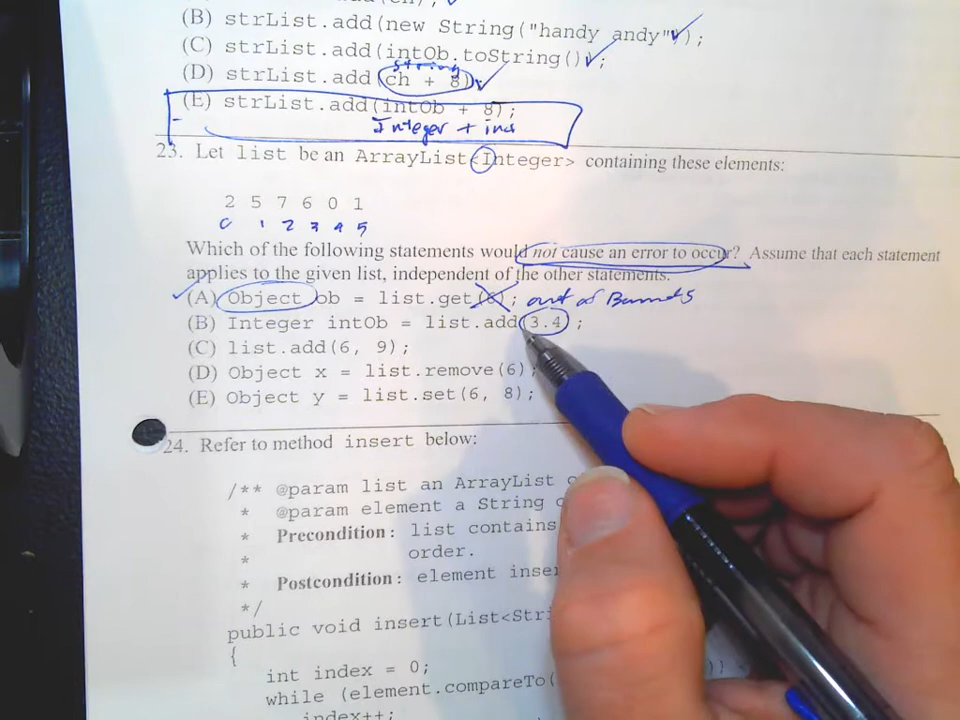 (B) strList.add(new String("handy andy"));
(C) strList.add(intOb.toString());
string
(D) strList.add(ch + 8);
(E) strList.add(intOb + 8);
Integer + int
23. Let list be an ArrayList<Integer> containing these elements:
2 5 7 6 0 1
0 1 2 3 4 5
Which of the following statements would not cause an error to occur? Assume that each statement
applies to the given list, independent of the other statements.
(A) Object ob = list.get(6); out of Bounds
(B) Integer intOb = list.add(3.4);
(C) list.add(6, 9);
(D) Object x = list.remove(6);
(E) Object y = list.set(6, 8);
24. Refer to method insert below:
/** @param list an ArrayList
* @param element a String
* Precondition: list contains
* order.
* Postcondition: element
*/
public void insert(List
{
int index = 0;
while (element.compareTo(
index++;